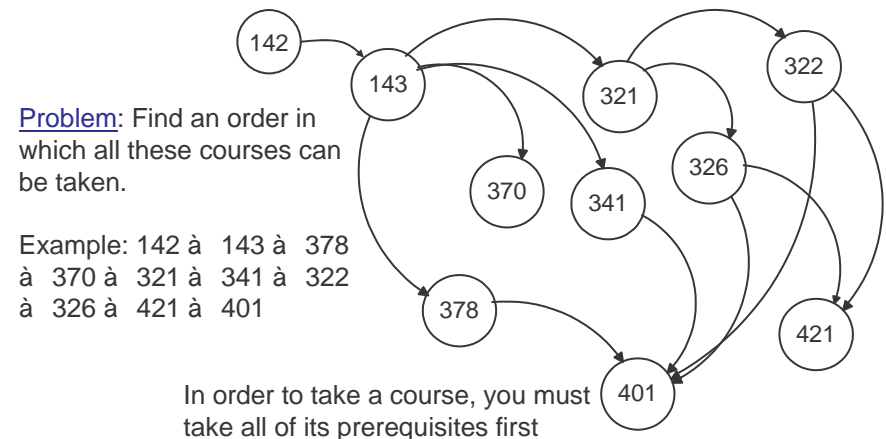 142
143
321
322
Problem: Find an order in
which all these courses can
be taken.
326
370
341
Example: 142 à 143 à 378
à 370 à 321 à 341 à 322
à 326 à 421 à 401
378
421
In order to take a course, you must
take all of its prerequisites first
401